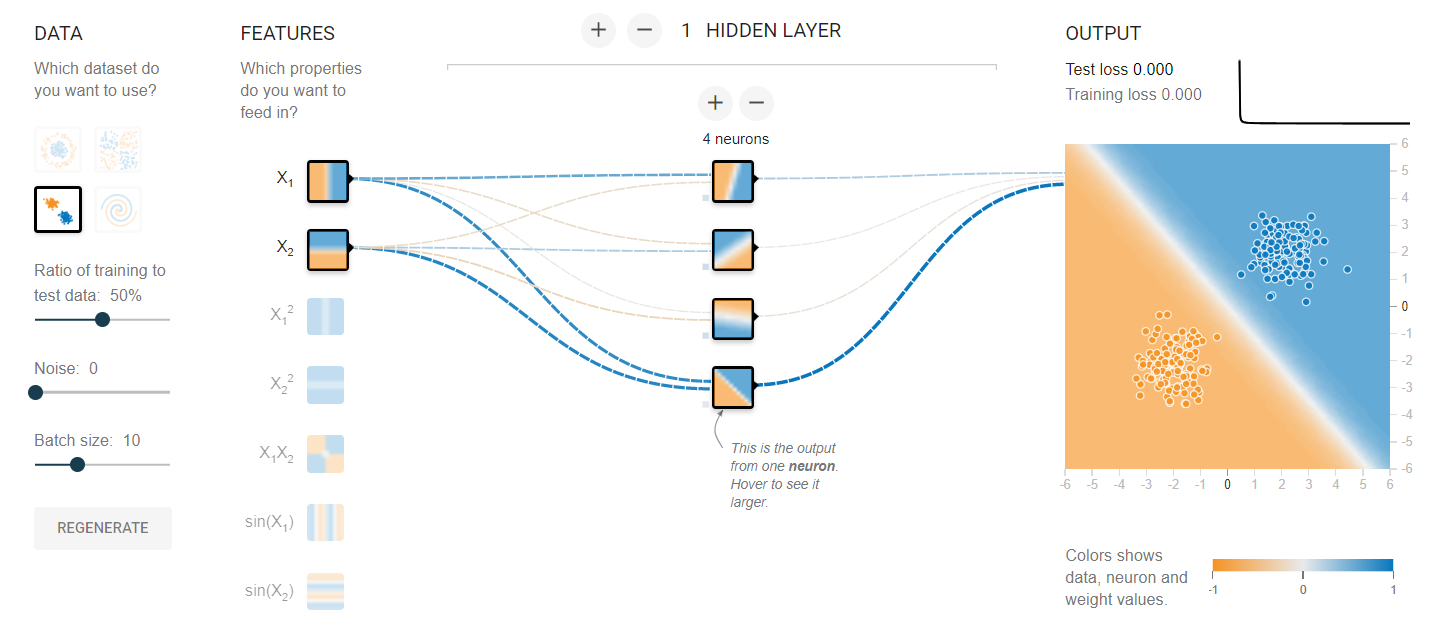 DATA
Which dataset do
you want to use?
Ratio of training to
test data: 50%
Noise: 0
Batch size: 10
REGENERATE
FEATURES
Which properties
do you want to
feed in?
X1
X2
X1²
X2²
X1X2
sin(X1)
sin(X2)
+ − 1 HIDDEN LAYER
+ −
4 neurons
This is the output
from one neuron.
Hover to see it
larger.
OUTPUT
Test loss 0.000
Training loss 0.000
6
5
4
3
2
1
0
-1
-2
-3
-4
-5
-6
-6 -5 -4 -3 -2 -1 0 1 2 3 4 5 6
Colors shows
data, neuron and
weight values.
-1 0 1